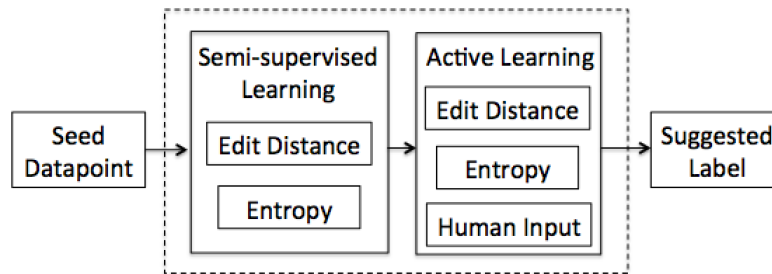 Seed
Datapoint
Semi-supervised
Learning
Edit Distance
Entropy
Active Learning
Edit Distance
Entropy
Human Input
Suggested
Label